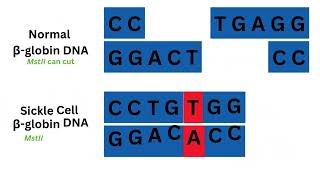 Normal
β-globin DNA
MstII can cut
CC TGAGG
GGACT CC
Sickle Cell
β-globin DNA
MstII
CCTGTGG
GGACACC